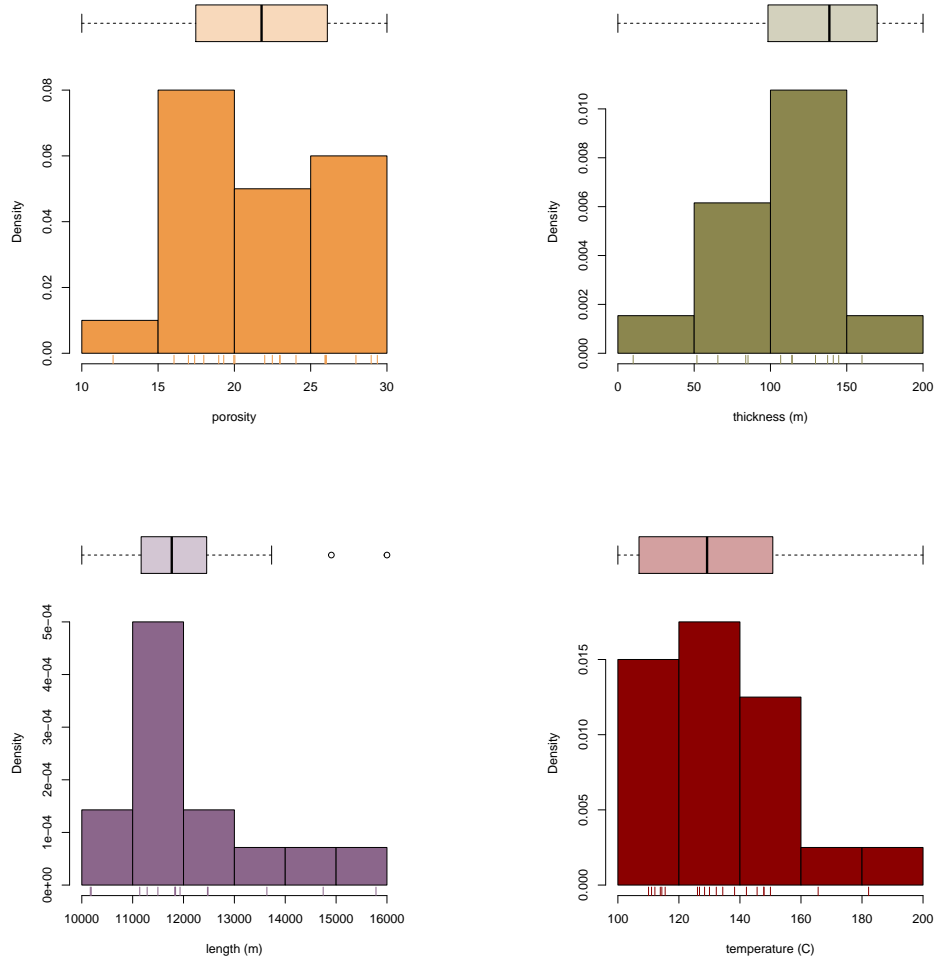 Density
0.00
0.02
0.04
0.06
0.08
10
15
20
25
30
porosity
Density
0.000
0.002
0.004
0.006
0.008
0.010
0
50
100
150
200
thickness (m)
Density
0e+00
1e−04
2e−04
3e−04
4e−04
5e−04
10000
11000
12000
13000
14000
15000
16000
length (m)
Density
0.000
0.005
0.010
0.015
100
120
140
160
180
200
temperature (C)